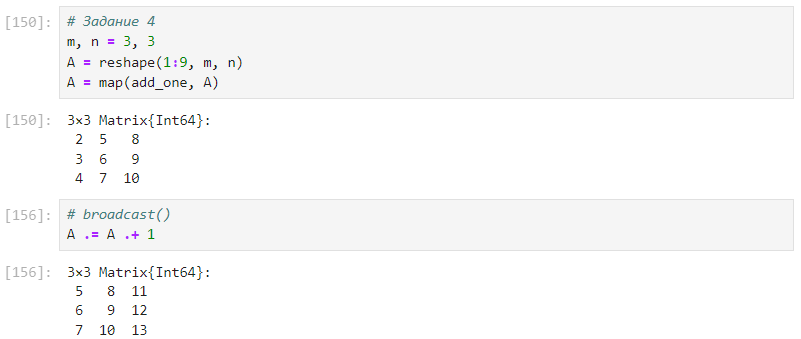 [150]: # Задание 4
m, n = 3, 3
A = reshape(1:9, m, n)
A = map(add_one, A)
[150]: 3×3 Matrix{Int64}:
2 5 8
3 6 9
4 7 10
[156]: # broadcast()
A .= A .+ 1
[156]: 3×3 Matrix{Int64}:
5 8 11
6 9 12
7 10 13